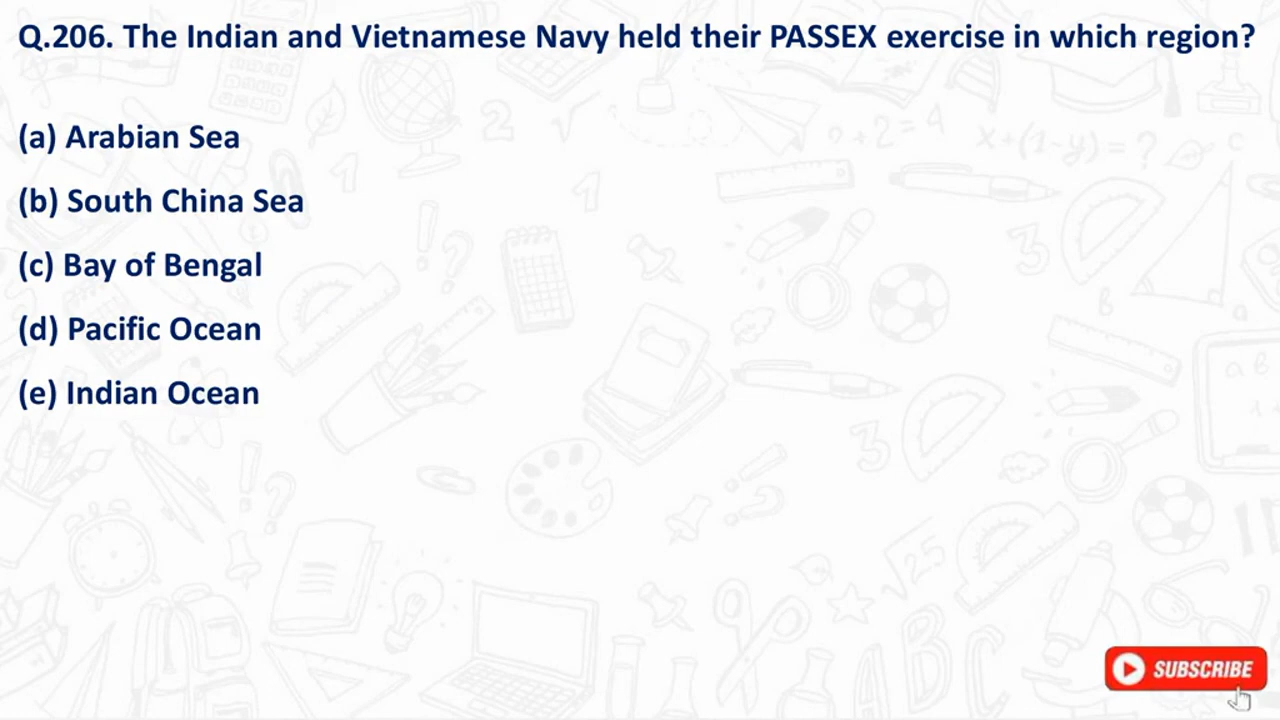 Q.206. The Indian and Vietnamese Navy held their PASSEX exercise in which region?
(a) Arabian Sea
(b) South China Sea
(c) Bay of Bengal
(d) Pacific Ocean
(e) Indian Ocean
SUBSCRIBE